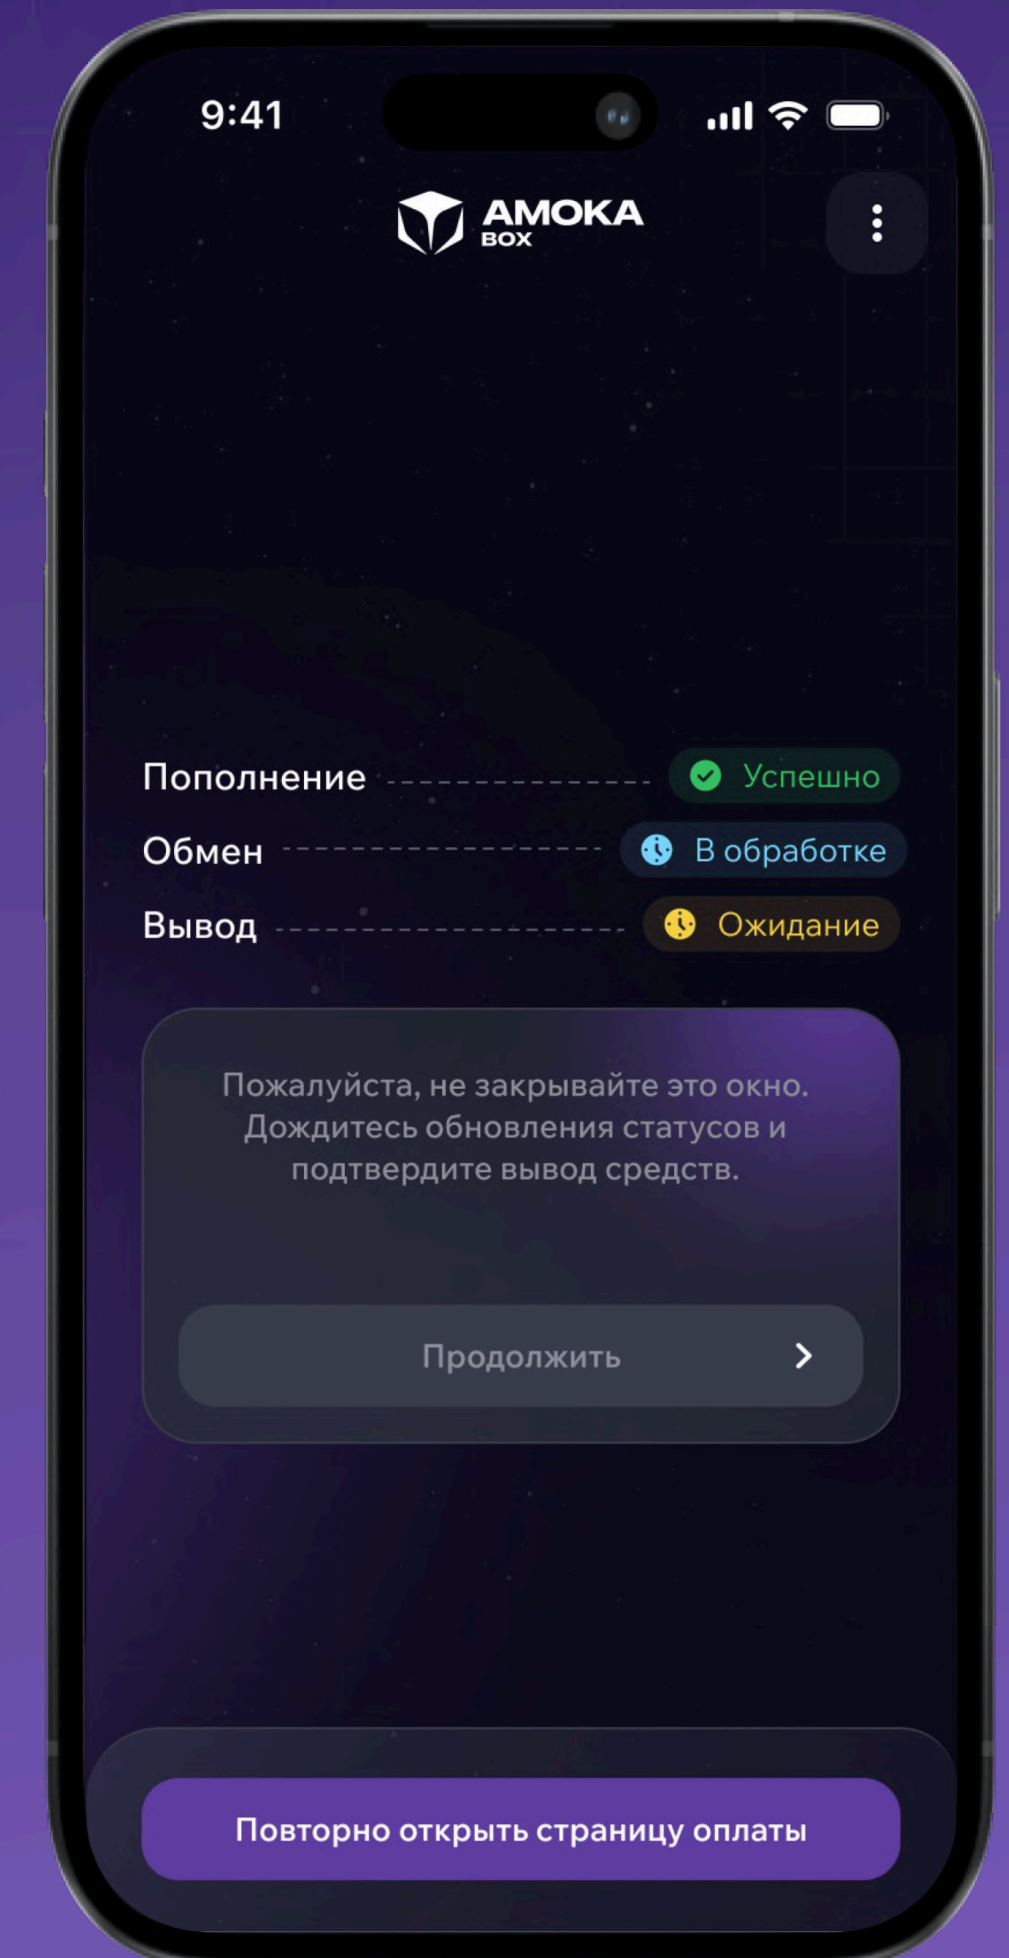 9:41
AMOKA
BOX
Пополнение Успешно
Обмен В обработке
Вывод Ожидание
Пожалуйста, не закрывайте это окно.
Дождитесь обновления статусов и
подтвердите вывод средств.
Продолжить
Повторно открыть страницу оплаты